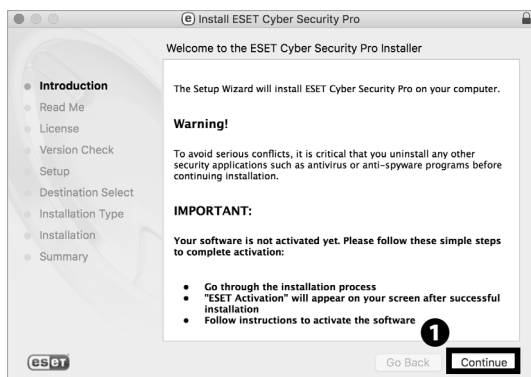 Install ESET Cyber Security Pro
Welcome to the ESET Cyber Security Pro Installer
Introduction
Read Me
License
Version Check
Setup
Destination Select
Installation Type
Installation
Summary
The Setup Wizard will install ESET Cyber Security Pro on your computer.
Warning!
To avoid serious conflicts, it is critical that you uninstall any other
security applications such as antivirus or anti-spyware programs before
continuing installation.
IMPORTANT:
Your software is not activated yet. Please follow these simple steps
to complete activation:
● Go through the installation process
● "ESET Activation" will appear on your screen after successful
installation
● Follow instructions to activate the software
1
eseT
Go Back
Continue